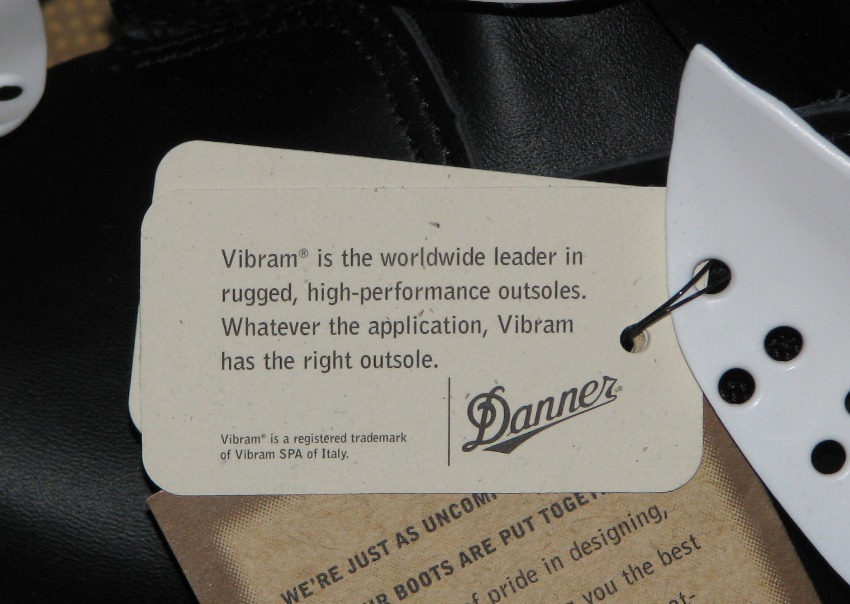 Vibram® is the worldwide leader in
rugged, high-performance outsoles.
Whatever the application, Vibram
has the right outsole.
Vibram® is a registered trademark
of Vibram SPA of Italy.
Danner®
WE'RE JUST AS
BOOTS ARE PUT
of pride in designing,
you the best